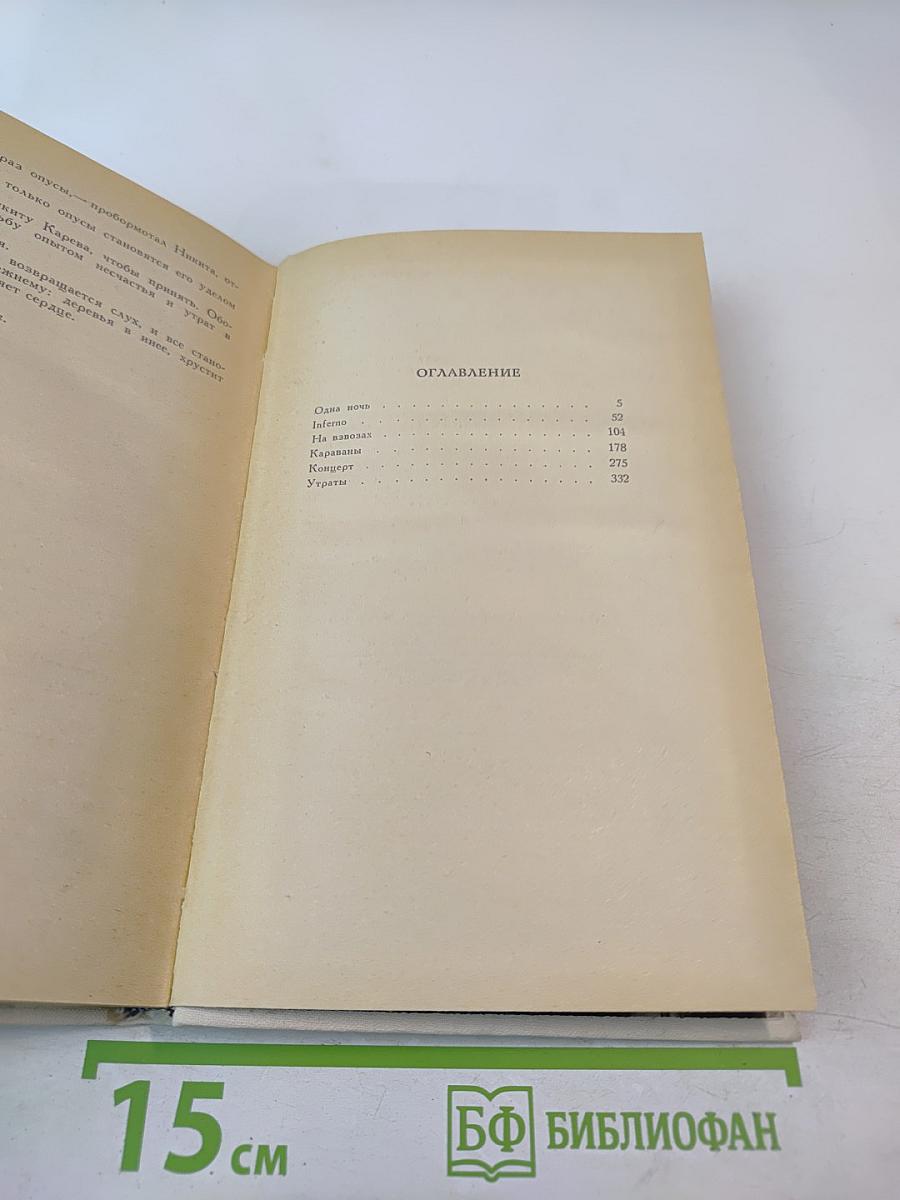 раз опусы,— пробормотал Никита, от-
только опусы становятся его уделом
киту Карева, чтобы принять. Обо-
ьбу опытом несчастья и утрат в
я.
возвращается слух, и все стано-
жнему: деревья в инее, хрустит
яет сердце.
ОГЛАВЛЕНИЕ
Одна ночь . . . . . . . . . . . . . . . 5
Inferno . . . . . . . . . . . . . . . . 52
На взвозах . . . . . . . . . . . . . . . 104
Караваны . . . . . . . . . . . . . . . 178
Концерт . . . . . . . . . . . . . . . . 275
Утраты . . . . . . . . . . . . . . . . 332
15 см
БФ БИБЛИОФАН